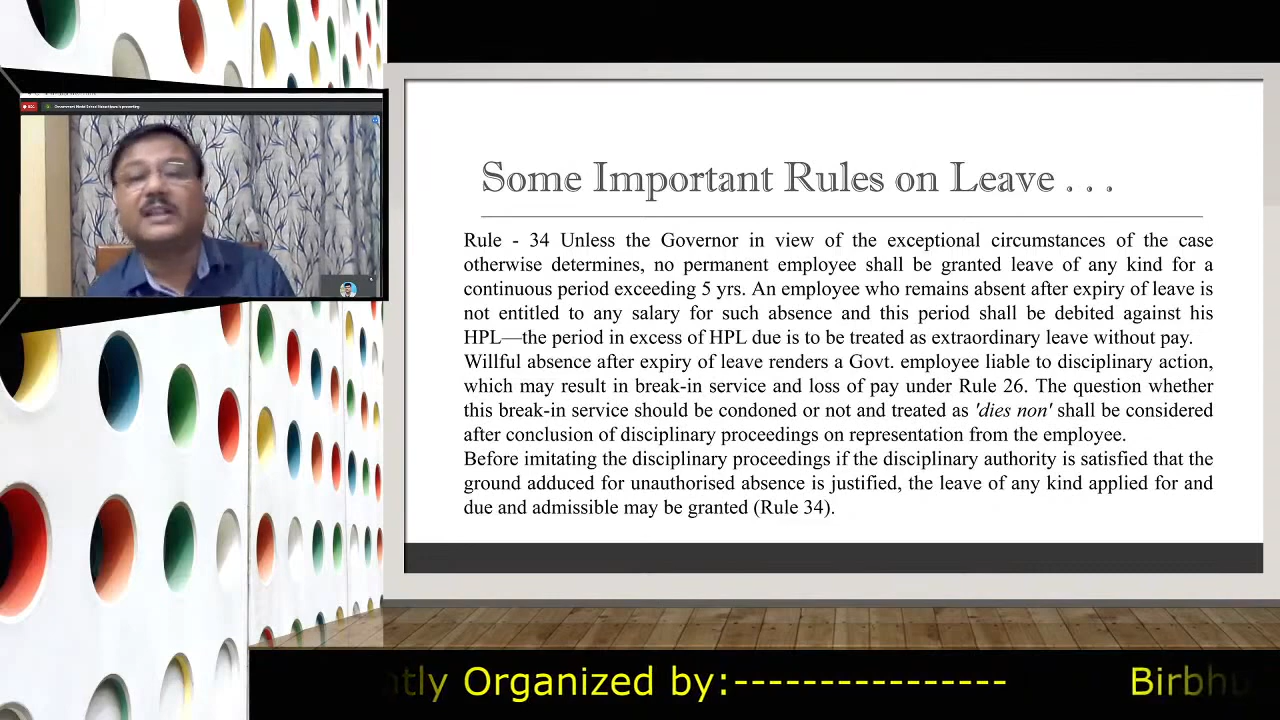 Some Important Rules on Leave . . .
Rule - 34 Unless the Governor in view of the exceptional circumstances of the case
otherwise determines, no permanent employee shall be granted leave of any kind for a
continuous period exceeding 5 yrs. An employee who remains absent after expiry of leave is
not entitled to any salary for such absence and this period shall be debited against his
HPL—the period in excess of HPL due is to be treated as extraordinary leave without pay.
Willful absence after expiry of leave renders a Govt. employee liable to disciplinary action,
which may result in break-in service and loss of pay under Rule 26. The question whether
this break-in service should be condoned or not and treated as 'dies non' shall be considered
after conclusion of disciplinary proceedings on representation from the employee.
Before imitating the disciplinary proceedings if the disciplinary authority is satisfied that the
ground adduced for unauthorised absence is justified, the leave of any kind applied for and
due and admissible may be granted (Rule 34).
ntly Organized by:---------------- Birbhu